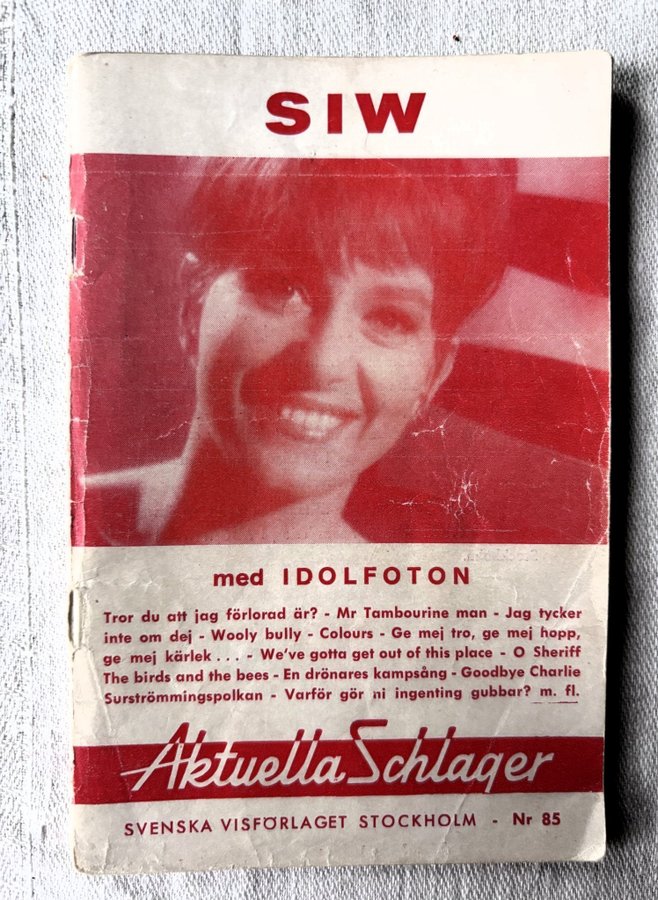 SIW
med IDOLFOTON
Tror du att jag förlorad är? - Mr Tambourine man - Jag tycker
inte om dej - Wooly bully - Colours - Ge mej tro, ge mej hopp,
ge mej kärlek . . . - We've gotta get out of this place - O Sheriff
The birds and the bees - En drönares kampsång - Goodbye Charlie
Surströmmingspolkan - Varför gör ni ingenting gubbar? m. fl.
Aktuella Schlager
SVENSKA VISFÖRLAGET STOCKHOLM - Nr 85